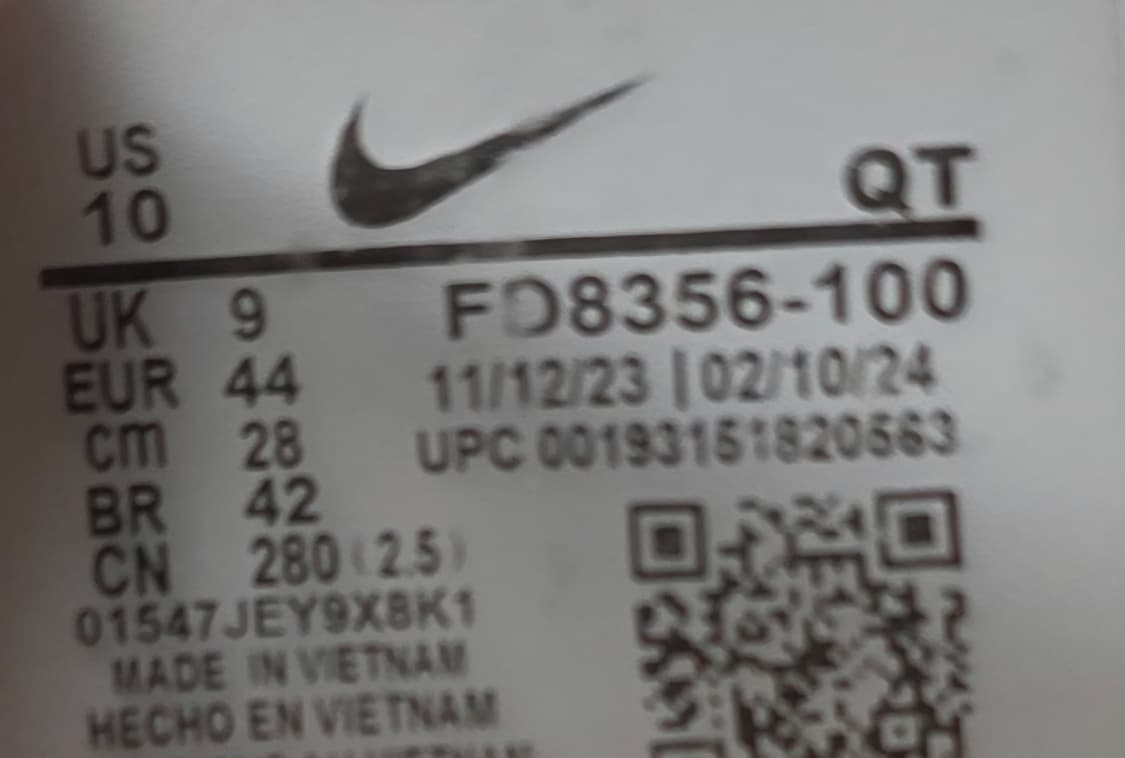 US
10
QT
UK 9
FD8356-100
EUR 44
11/12/23 | 02/10/24
cm 28
UPC 00193151820563
BR 42
CN 280 (2.5)
01547JEY9X8K1
MADE IN VIETNAM
HECHO EN VIETNAM